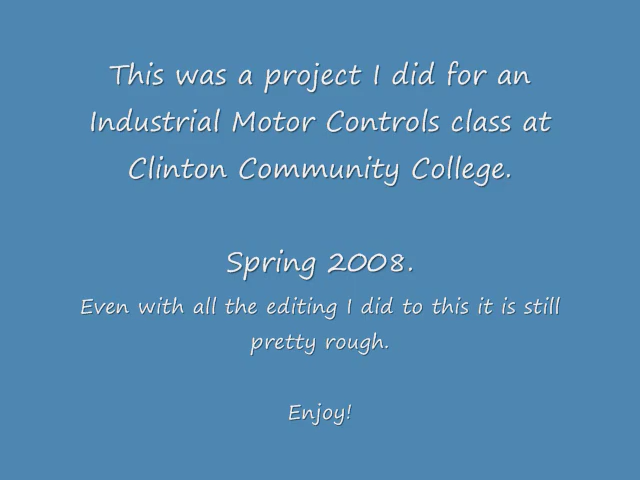 This was a project I did for an
Industrial Motor Controls class at
Clinton Community College.
Spring 2008.
Even with all the editing I did to this it is still
pretty rough.
Enjoy!